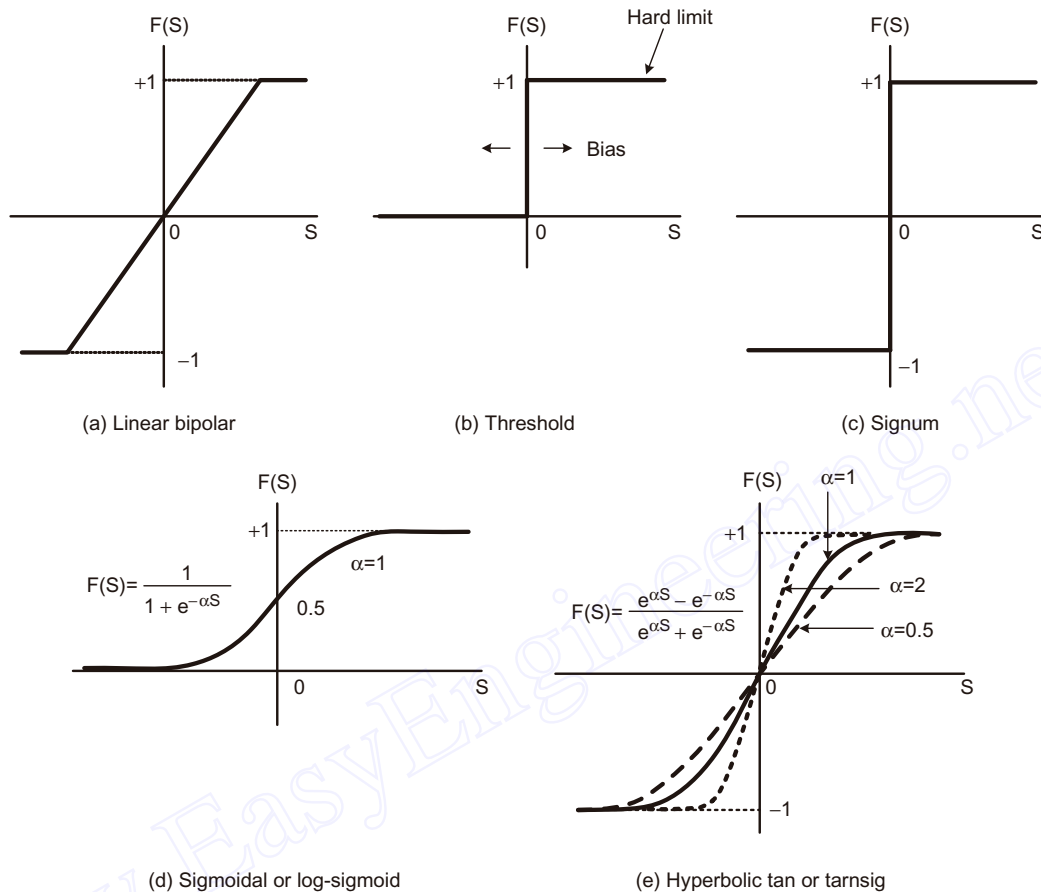 F(S)
+1
0
S
−1
(a) Linear bipolar
F(S)
Hard limit
+1
Bias
0
S
(b) Threshold
F(S)
+1
0
S
−1
(c) Signum
F(S)
+1
α=1
F(S)= 1 / 1 + e^{−αS}
0.5
0
S
(d) Sigmoidal or log-sigmoid
F(S)
α=1
+1
α=2
F(S)= e^{αS} − e^{−αS} / e^{αS} + e^{−αS}
α=0.5
0
S
−1
(e) Hyperbolic tan or tarnsig
EasyEngineering.ne